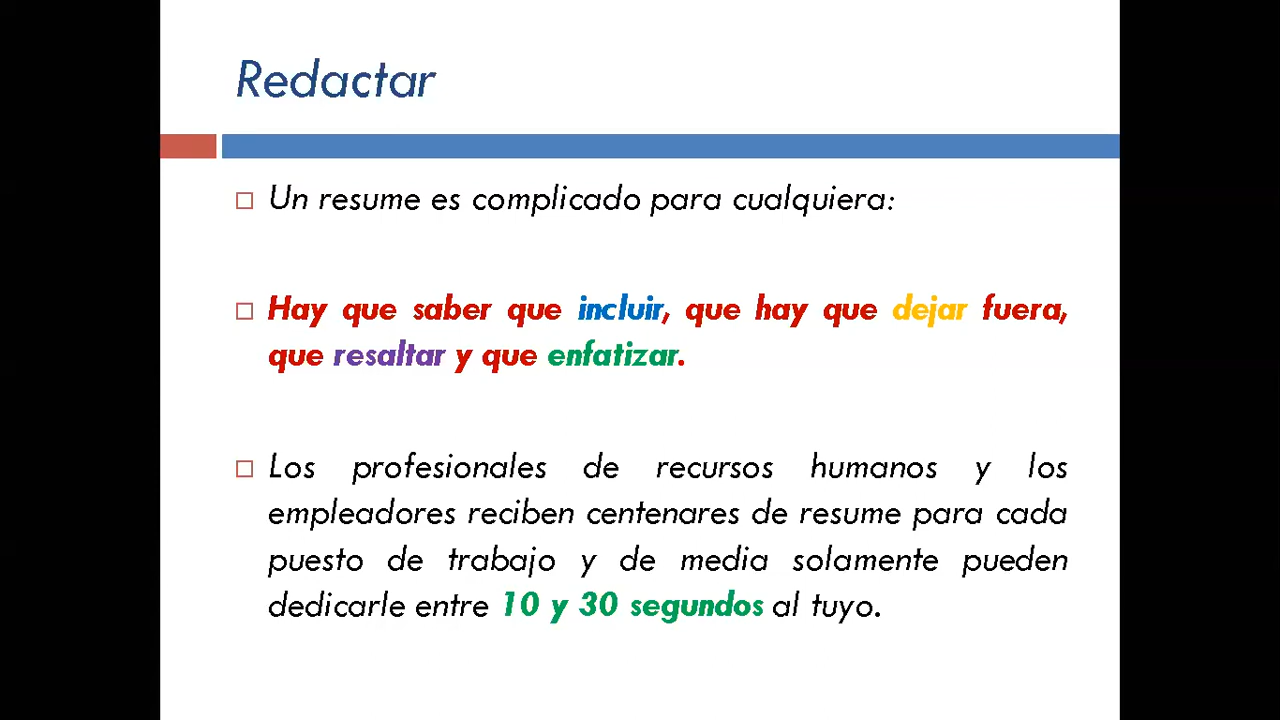 Redactar
Un resume es complicado para cualquiera:
Hay que saber que incluir, que hay que dejar fuera,
que resaltar y que enfatizar.
Los profesionales de recursos humanos y los
empleadores reciben centenares de resume para cada
puesto de trabajo y de media solamente pueden
dedicarle entre 10 y 30 segundos al tuyo.